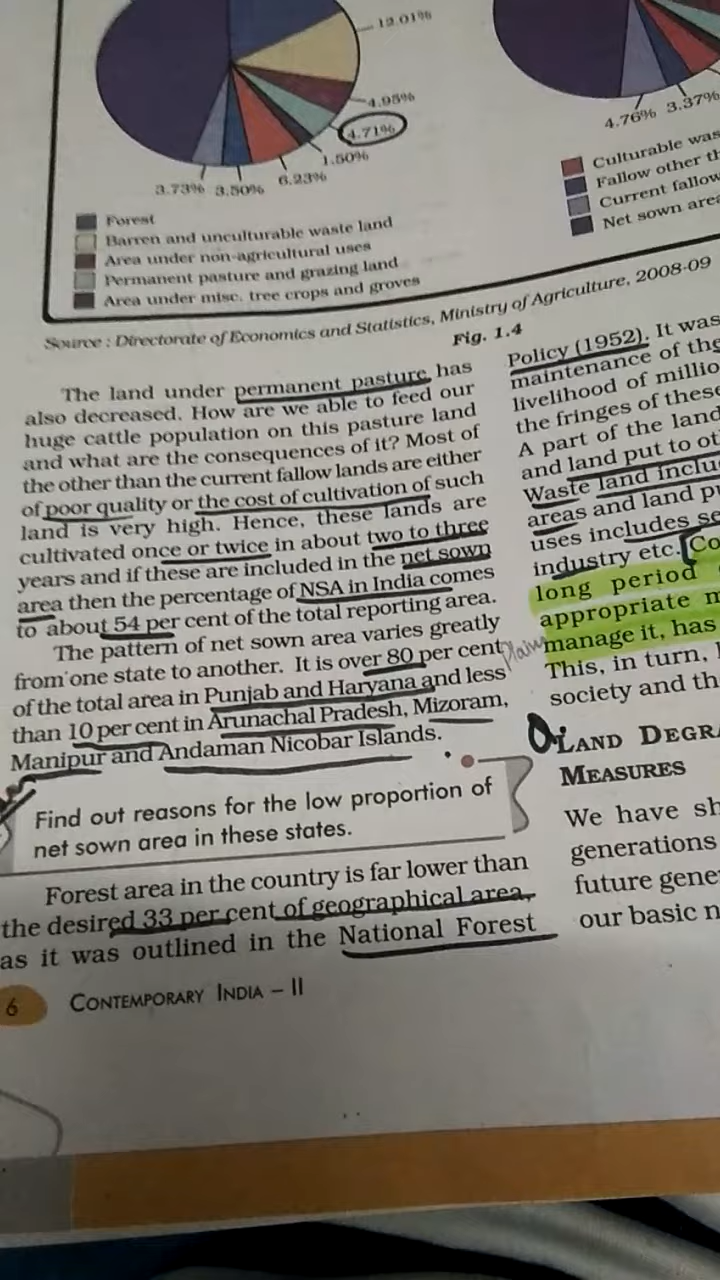 12.01%
4.95%
4.71%
1.50%
6.23%
3.50%
3.73%
Forest
Barren and unculturable waste land
Area under non-agricultural uses
Permanent pasture and grazing land
Area under misc. tree crops and groves
4.76% 3.37%
Culturable was
Fallow other th
Current fallow
Net sown area
Source : Directorate of Economics and Statistics, Ministry of Agriculture, 2008-09
Fig. 1.4
The land under permanent pasture has
also decreased. How are we able to feed our
huge cattle population on this pasture land
and what are the consequences of it? Most of
the other than the current fallow lands are either
of poor quality or the cost of cultivation of such
land is very high. Hence, these lands are
cultivated once or twice in about two to three
years and if these are included in the net sown
area then the percentage of NSA in India comes
to about 54 per cent of the total reporting area.
The pattern of net sown area varies greatly
from one state to another. It is over 80 per cent
of the total area in Punjab and Haryana and less
than 10 per cent in Arunachal Pradesh, Mizoram,
Manipur and Andaman Nicobar Islands.
Find out reasons for the low proportion of
net sown area in these states.
Forest area in the country is far lower than
the desired 33 per cent of geographical area,
as it was outlined in the National Forest
6 CONTEMPORARY INDIA – II
Policy (1952). It was
maintenance of the
livelihood of millio
the fringes of these
A part of the land
and land put to ot
Waste land inclu
areas and land pu
uses includes se
industry etc. Co
long period
appropriate m
manage it, has
This, in turn,
society and th
LAND DEGRA
MEASURES
We have sh
generations
future gene
our basic n